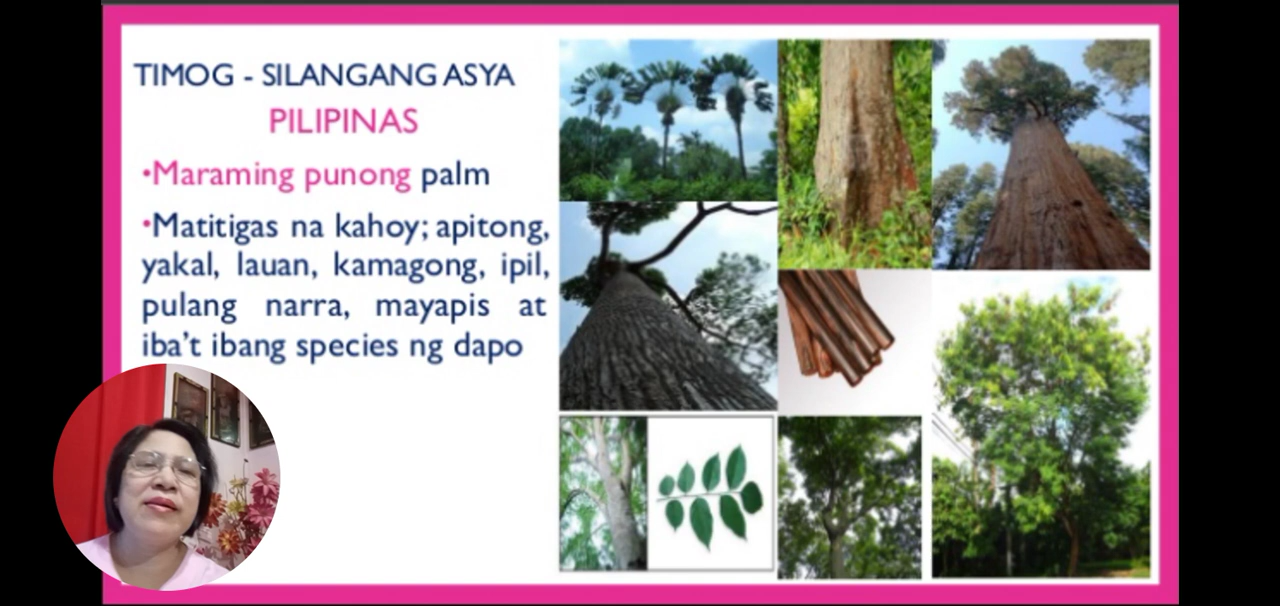 TIMOG - SILANGANG ASYA
PILIPINAS
•Maraming punong palm
•Matitigas na kahoy; apitong,
yakal, lauan, kamagong, ipil,
pulang narra, mayapis at
iba't ibang species ng dapo